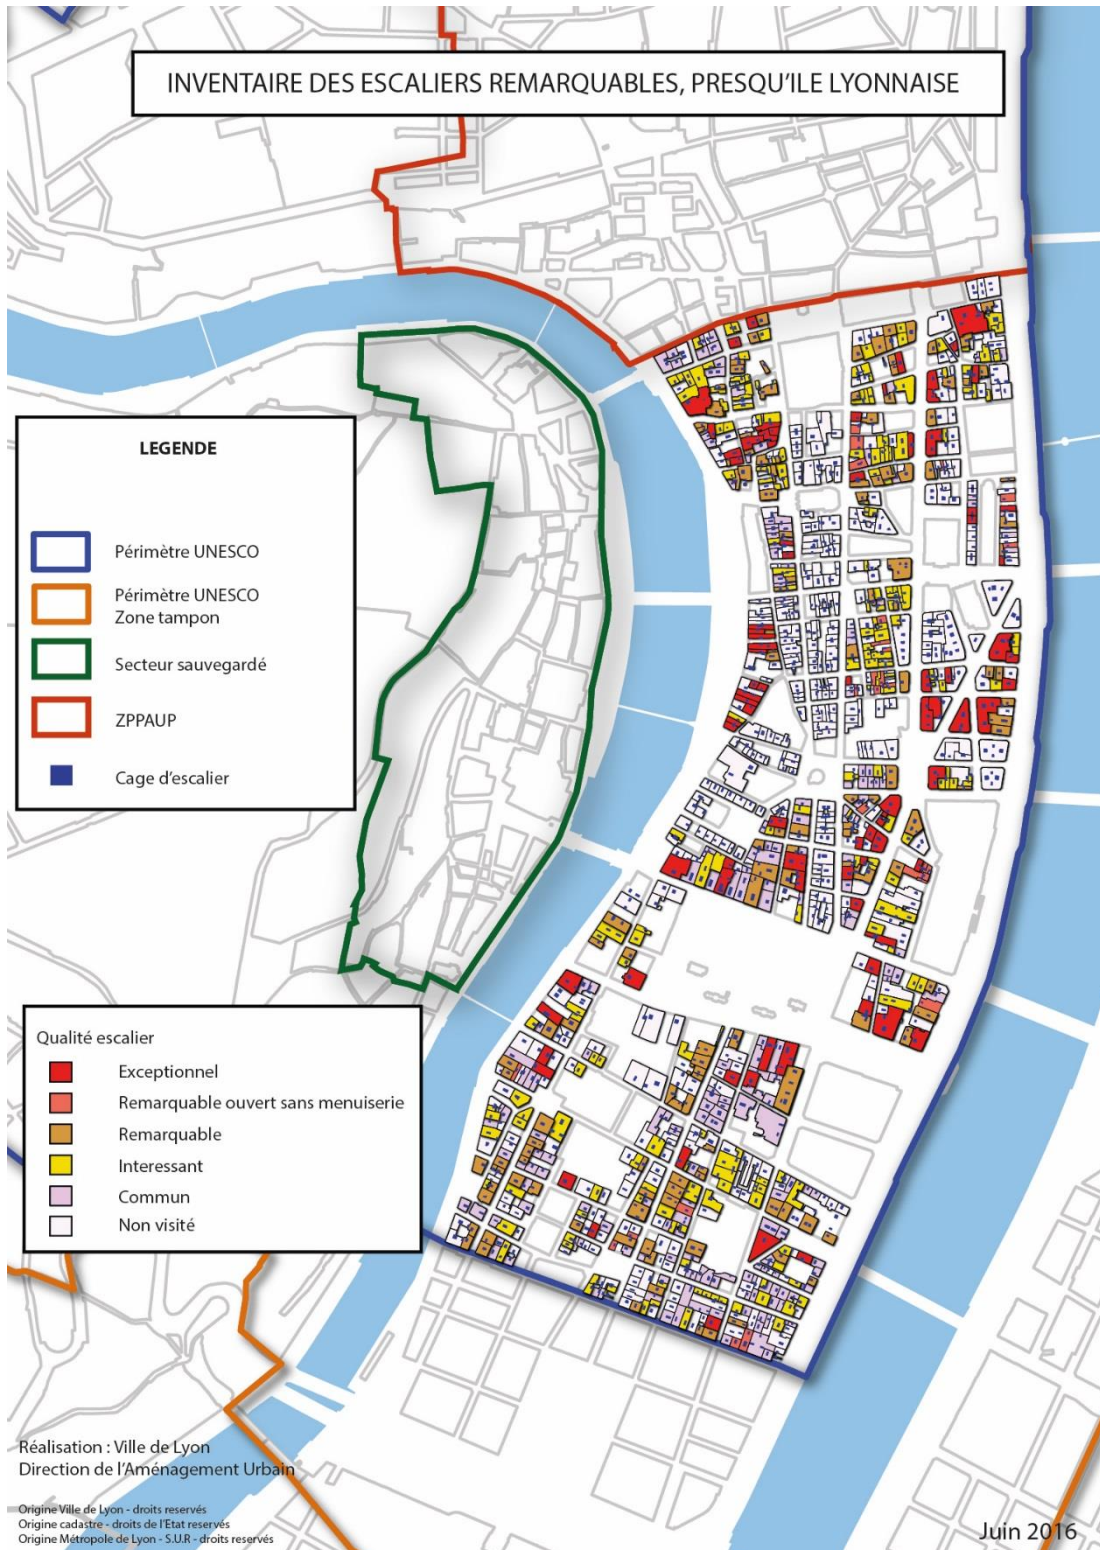 INVENTAIRE DES ESCALIERS REMARQUABLES, PRESQU'ILE LYONNAISE
LEGENDE
Périmètre UNESCO
Périmètre UNESCO
Zone tampon
Secteur sauvegardé
ZPPAUP
Cage d'escalier
Qualité escalier
Exceptionnel
Remarquable ouvert sans menuiserie
Remarquable
Interessant
Commun
Non visité
Réalisation : Ville de Lyon
Direction de l'Aménagement Urbain
Origine Ville de Lyon - droits reservés
Origine cadastre - droits de l'Etat reservés
Origine Métropole de Lyon - S.U.R - droits reservés
Juin 2016